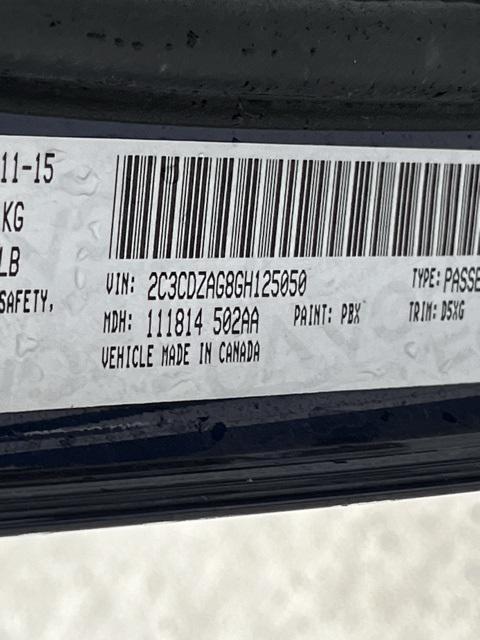 11-15
KG
LB
SAFETY,
VIN: 2C3CDZAG8GH125050 TYPE: PASSE
MDH: 111814 502AA PAINT: PBX TRIM: D5XG
VEHICLE MADE IN CANADA